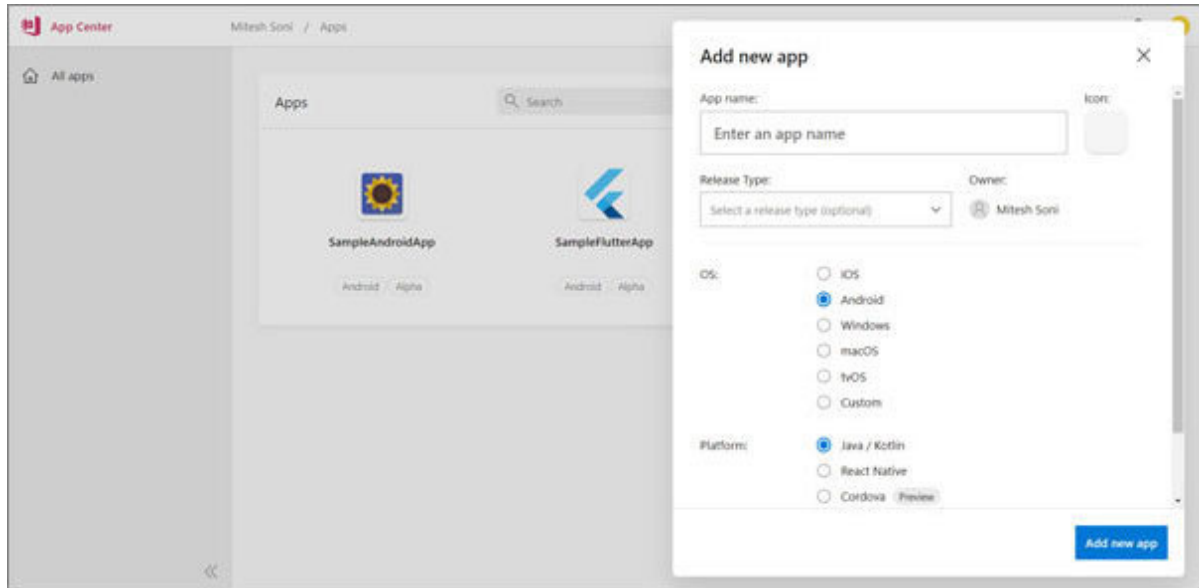 App Center
Mitesh Soni / Apps
All apps
Apps
Search
SampleAndroidApp
Android Alpha
SampleFlutterApp
Android Alpha
Add new app
App name:
Icon:
Enter an app name
Release Type:
Owner:
Select a release type (optional)
Mitesh Soni
OS:
iOS
Android
Windows
macOS
tvOS
Custom
Platform:
Java / Kotlin
React Native
Cordova Preview
Add new app